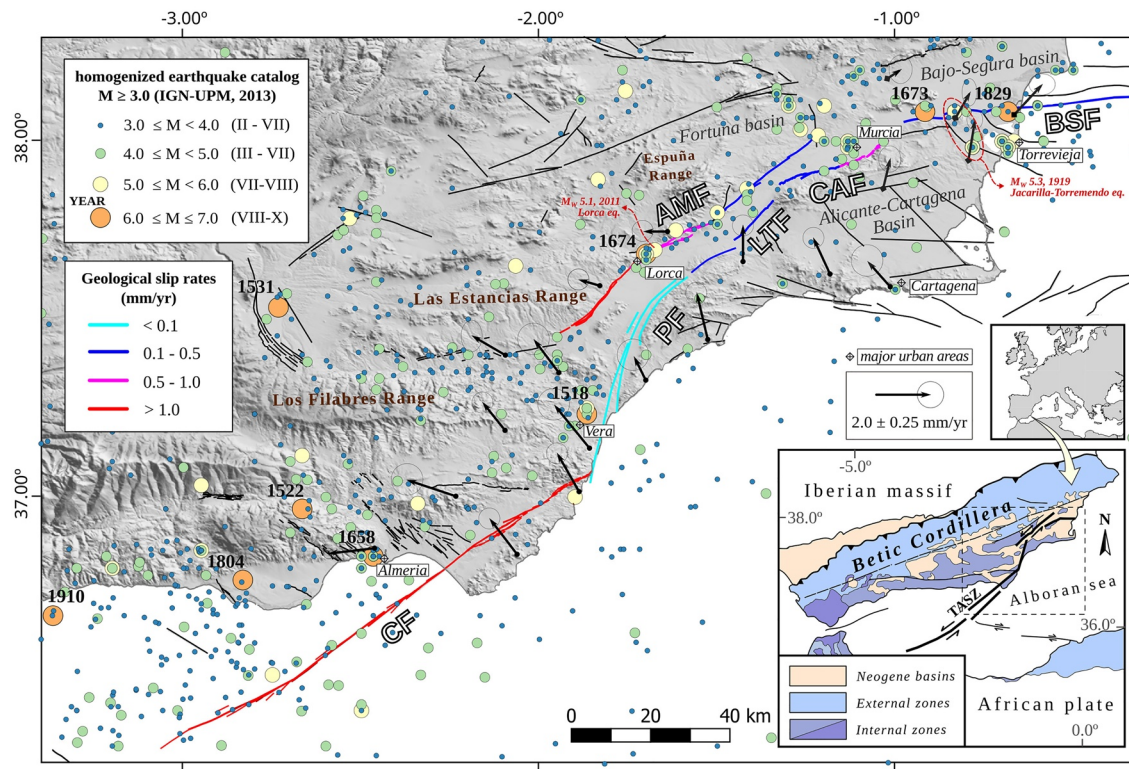 -3.00º
-2.00º
-1.00º
38.00º
37.00º
homogenized earthquake catalog
M ≥ 3.0 (IGN-UPM, 2013)
3.0 ≤ M < 4.0 (II - VII)
4.0 ≤ M < 5.0 (III - VII)
5.0 ≤ M < 6.0 (VII-VIII)
YEAR
6.0 ≤ M ≤ 7.0 (VIII-X)
Geological slip rates
(mm/yr)
< 0.1
0.1 - 0.5
0.5 - 1.0
> 1.0
Bajo-Segura basin
1673
1829
BSF
Fortuna basin
Murcia
Torrevieja
Espuña
Range
Mw 5.3, 1919
Jacarilla-Torremendo eq.
CAF
AMF
Mw 5.1, 2011
Lorca eq.
Alicante-Cartagena
Basin
LTF
1674
Lorca
Cartagena
1531
Las Estancias Range
PF
major urban areas
Los Filabres Range
1518
Vera
2.0 ± 0.25 mm/yr
1522
1658
Almeria
1804
1910
CF
0 20 40 km
-5.0º
Iberian massif
38.0º
Betic Cordillera
N
TASZ
Alboran sea
36.0º
Neogene basins
External zones
Internal zones
African plate
0.0º